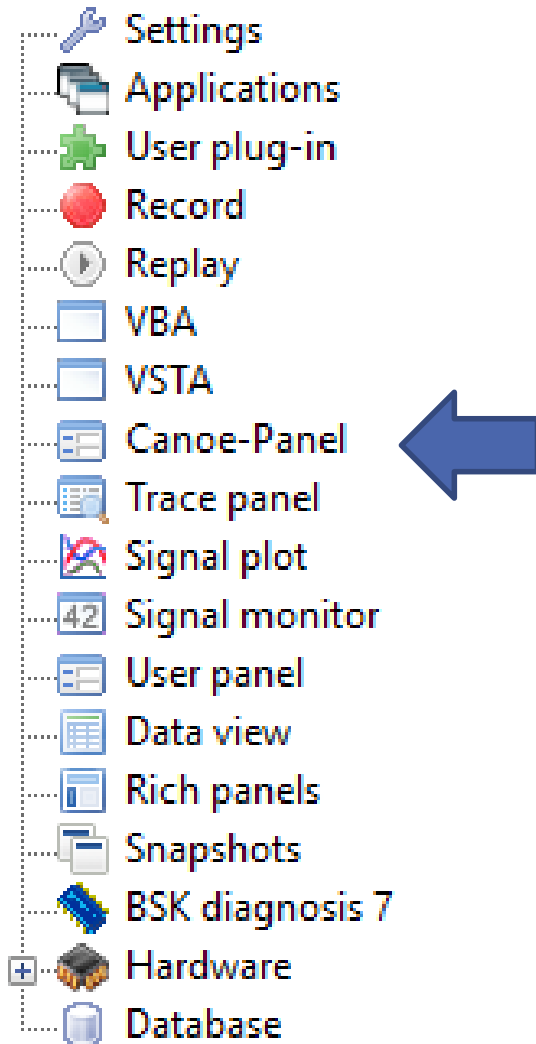 Settings
Applications
User plug-in
Record
Replay
VBA
VSTA
Canoe-Panel
Trace panel
Signal plot
42 Signal monitor
User panel
Data view
Rich panels
Snapshots
BSK diagnosis 7
Hardware
Database